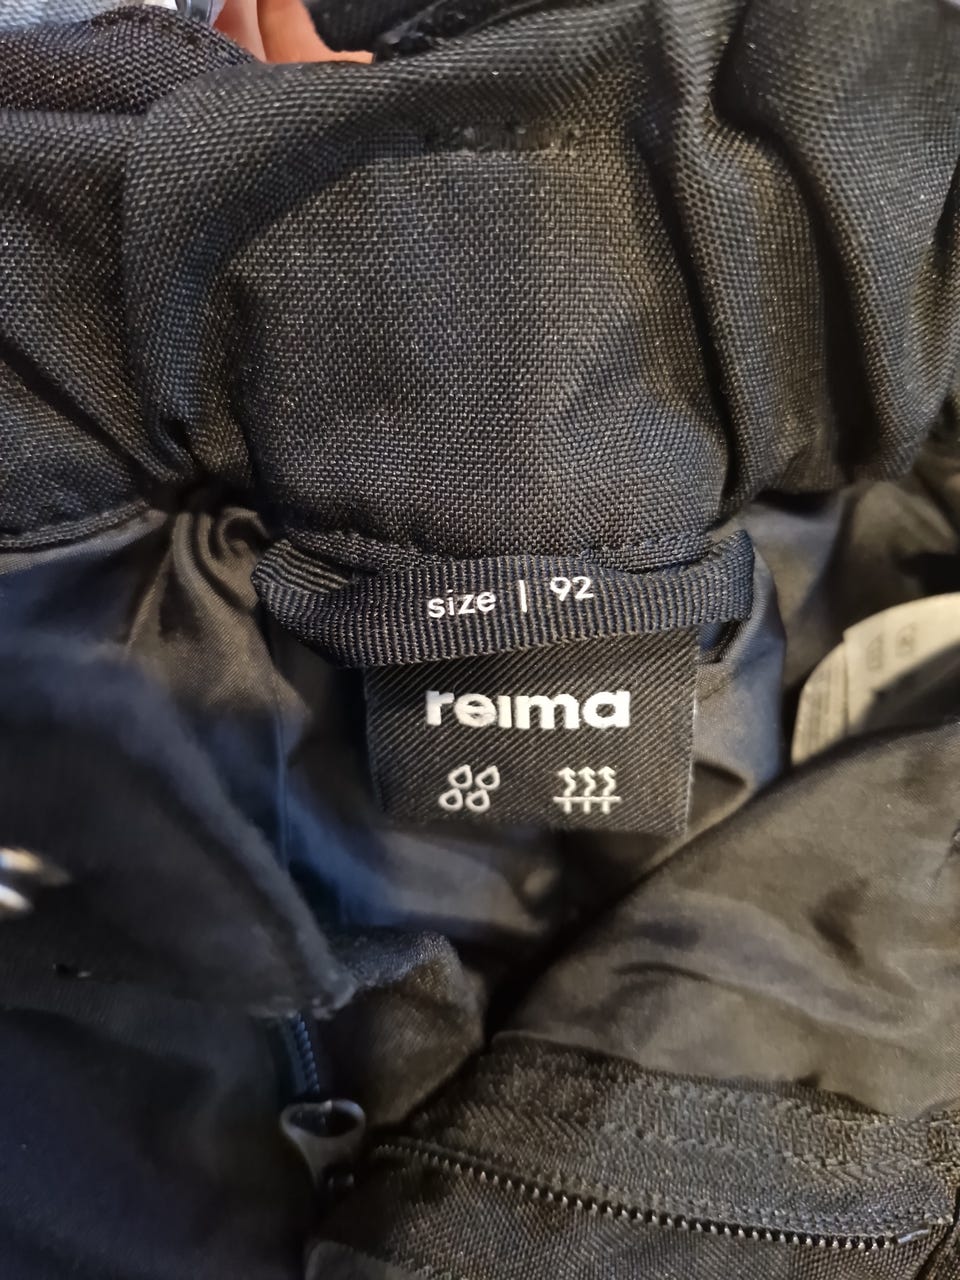 size | 92
reima